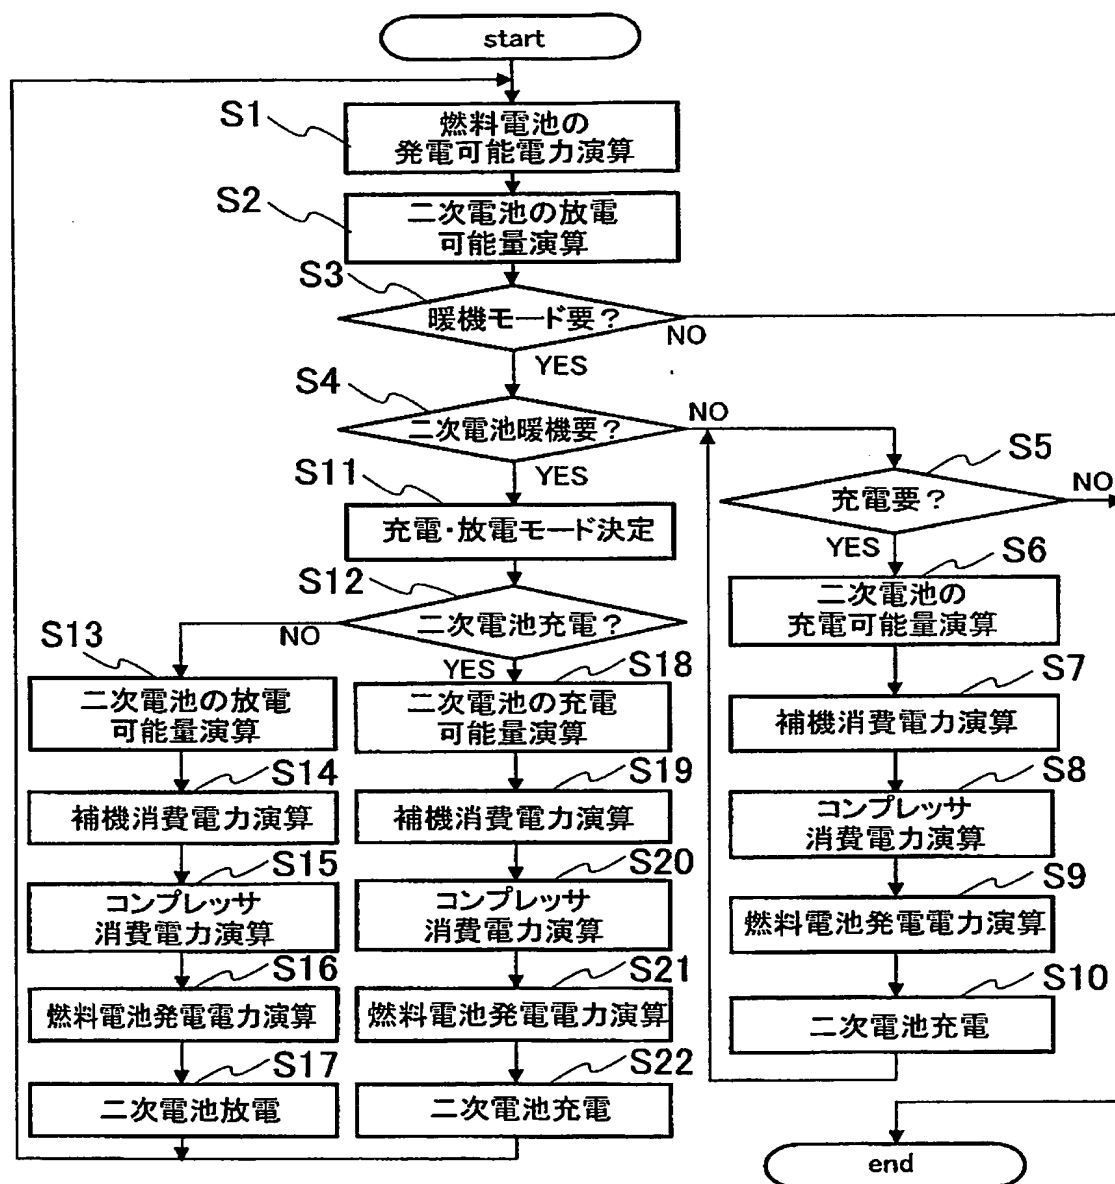 start
S1
燃料電池の
発電可能電力演算
S2
二次電池の放電
可能量演算
S3
暖機モード要?
NO
YES
S4
二次電池暖機要?
NO
YES
S5
充電要?
NO
YES
S11
充電・放電モード決定
S12
二次電池充電?
NO
YES
S6
二次電池の
充電可能量演算
S7
補機消費電力演算
S8
コンプレッサ
消費電力演算
S9
燃料電池発電電力演算
S10
二次電池充電
S13
二次電池の放電
可能量演算
S14
補機消費電力演算
S15
コンプレッサ
消費電力演算
S16
燃料電池発電電力演算
S17
二次電池放電
S18
二次電池の充電
可能量演算
S19
補機消費電力演算
S20
コンプレッサ
消費電力演算
S21
燃料電池発電電力演算
S22
二次電池充電
end